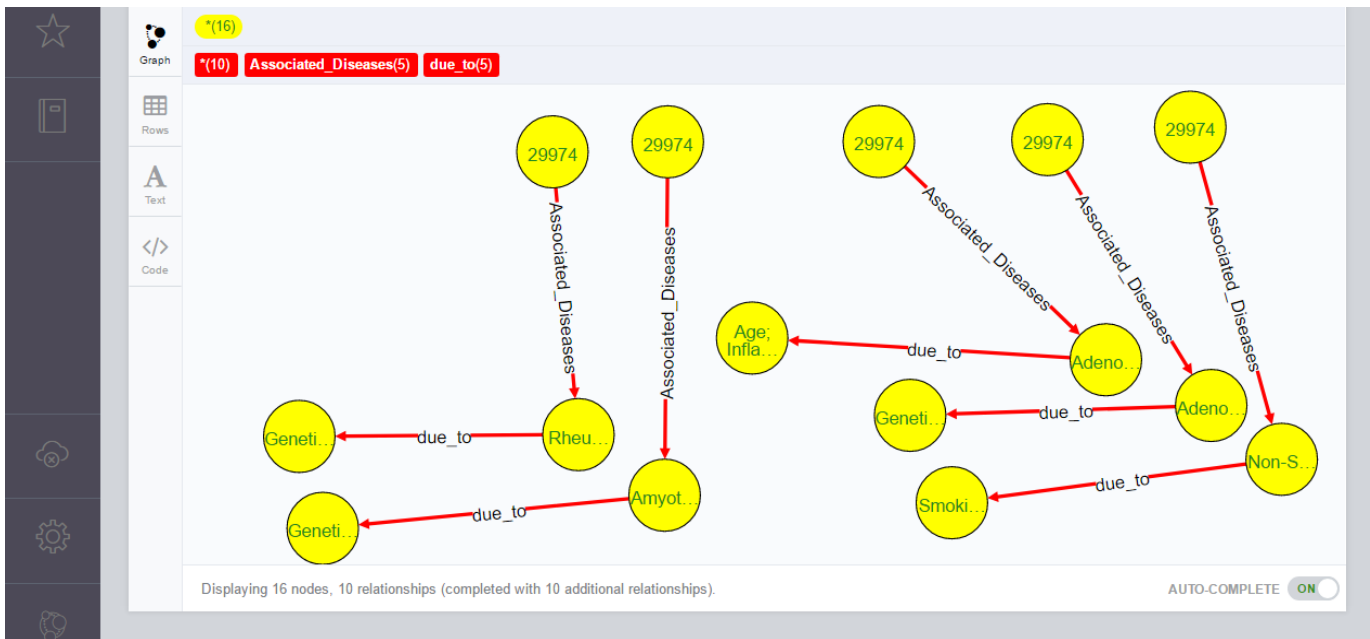 *(16)
*(10) Associated_Diseases(5) due_to(5)
Graph
Rows
A
Text
</>
Code
29974
29974
29974
29974
29974
Associated_Diseases
Associated_Diseases
Associated_Diseases
Associated_Diseases
Associated_Diseases
Age;
Infla...
due_to
Adeno...
Geneti...
due_to
Adeno...
Geneti...
due_to
Rheu...
Non-S...
Smoki...
due_to
Amyot...
Geneti...
due_to
Displaying 16 nodes, 10 relationships (completed with 10 additional relationships).
AUTO-COMPLETE ON